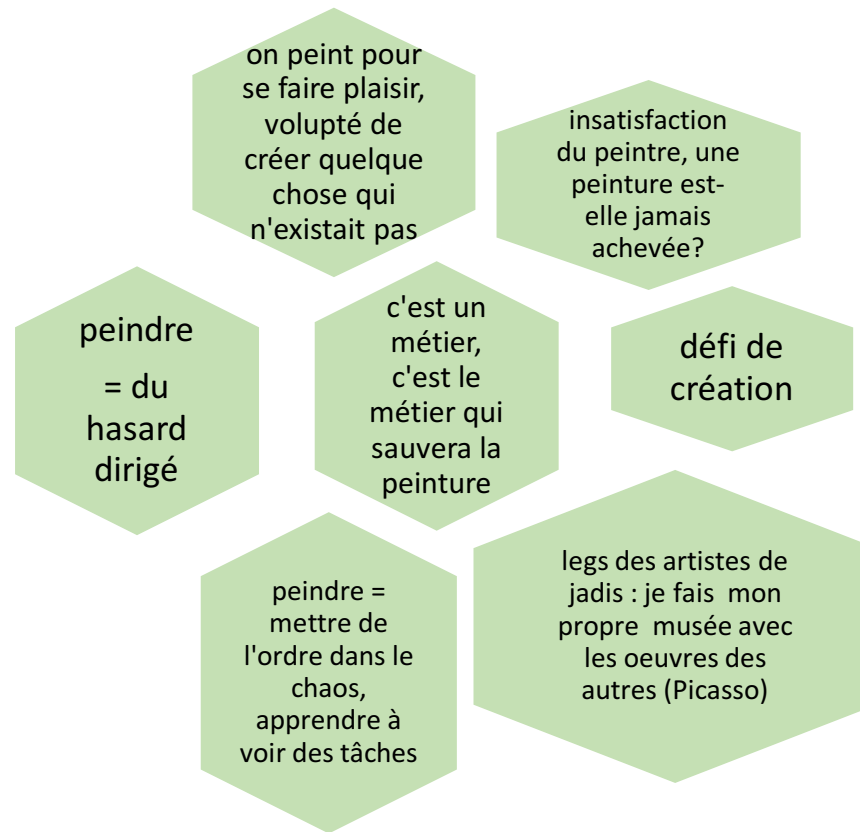 on peint pour
se faire plaisir,
volupté de
créer quelque
chose qui
n'existait pas
insatisfaction
du peintre, une
peinture est-
elle jamais
achevée?
peindre
= du
hasard
dirigé
c'est un
métier,
c'est le
métier qui
sauvera la
peinture
défi de
création
peindre =
mettre de
l'ordre dans le
chaos,
apprendre à
voir des tâches
legs des artistes de
jadis : je fais mon
propre musée avec
les oeuvres des
autres (Picasso)